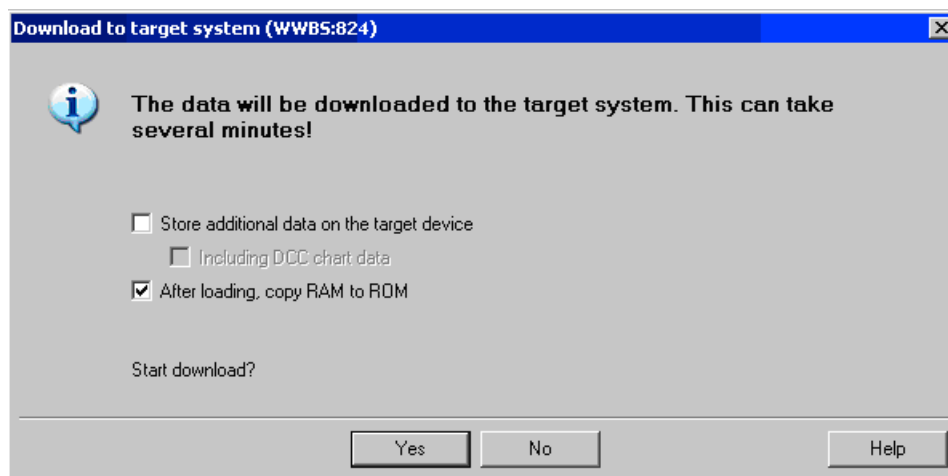 Download to target system (WWBS:824)
The data will be downloaded to the target system. This can take
several minutes!
Store additional data on the target device
Including DCC chart data
After loading, copy RAM to ROM
Start download?
Yes
No
Help